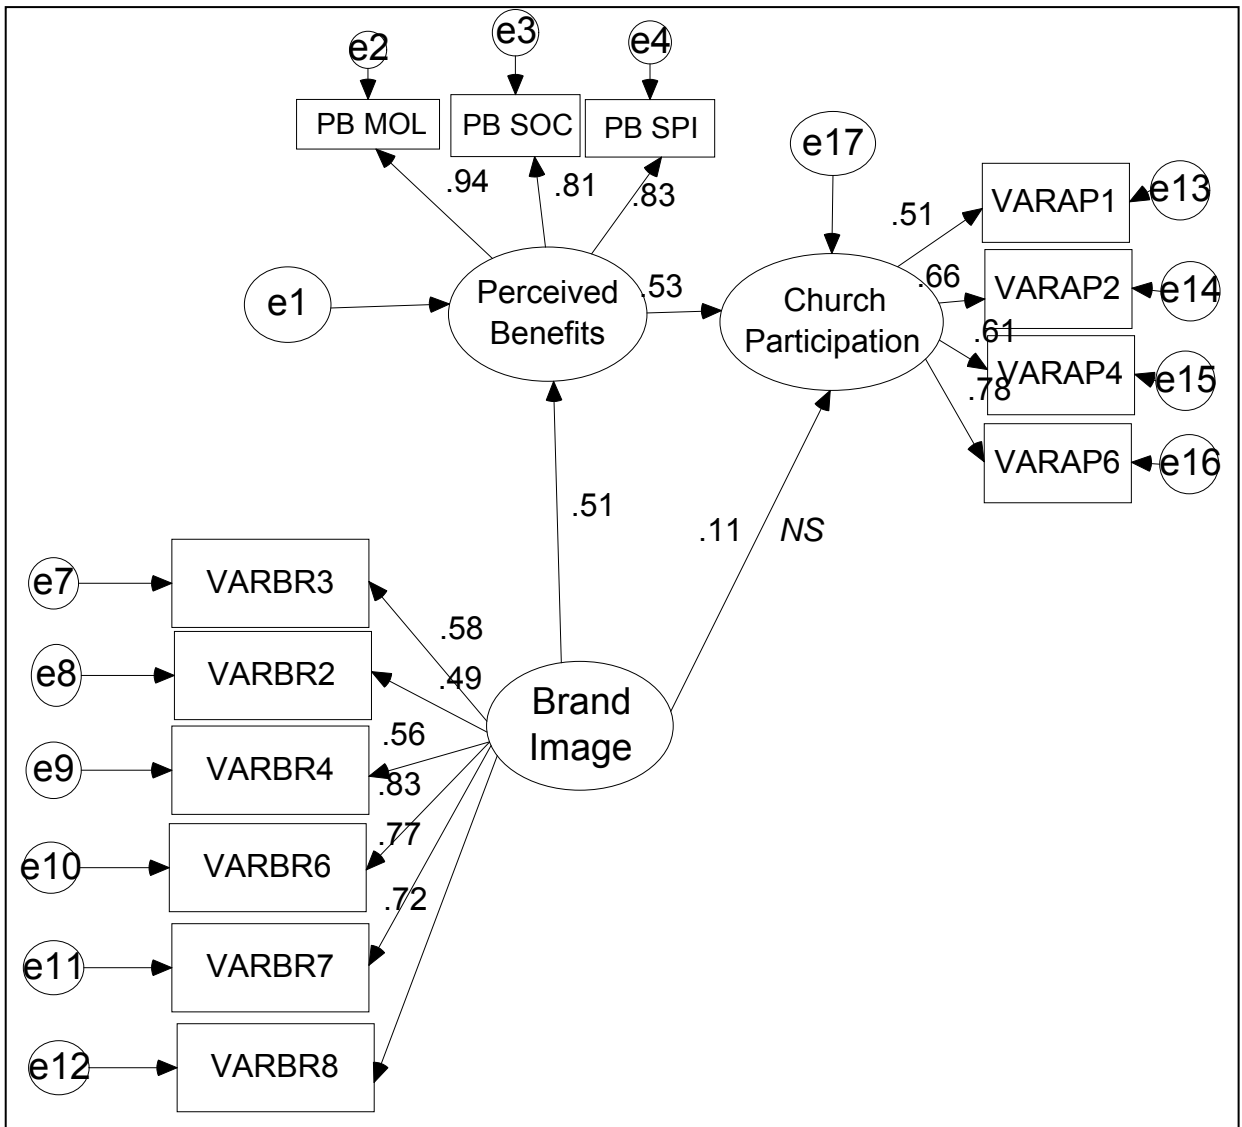 e2
e3
e4
PB MOL
PB SOC
PB SPI
e17
.94
.81
.83
.51
VARAP1
e13
e1
Perceived
Benefits
.53
Church
Participation
.66
VARAP2
e14
.61
VARAP4
e15
.78
VARAP6
e16
.51
.11
NS
e7
VARBR3
.58
e8
VARBR2
.49
Brand
Image
e9
VARBR4
.56
.83
e10
VARBR6
.77
.72
e11
VARBR7
e12
VARBR8